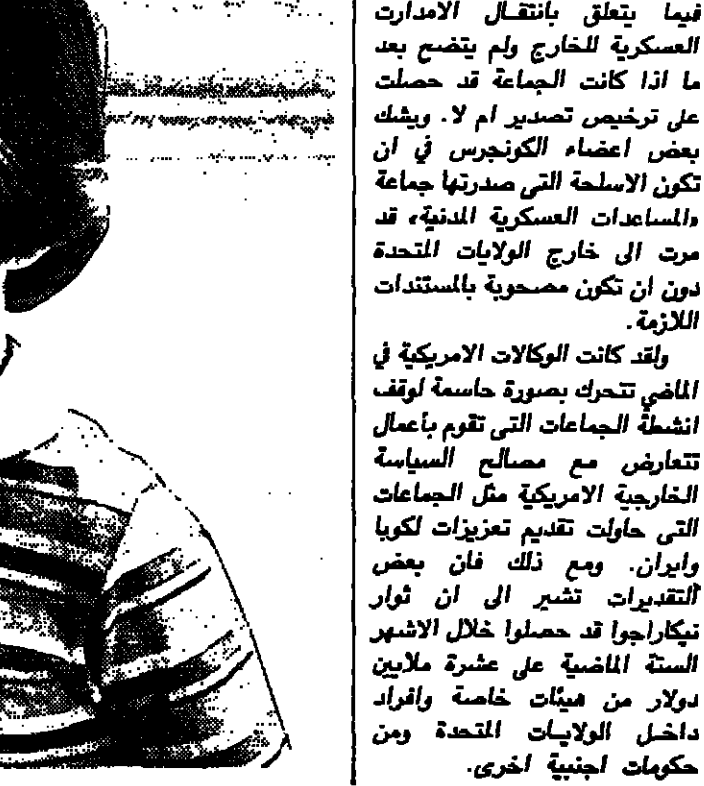 فيما يتعلق بانتقال الامدارت
العسكرية للخارج ولم يتضح بعد
ما اذا كانت الجماعة قد حصلت
على ترخيص تصدير ام لا. ويشك
بعض اعضاء الكونجرس في ان
تكون الاسلحة التى صدرتها جماعة
«المساعدات العسكرية المدنية» قد
مرت الى خارج الولايات المتحدة
دون ان تكون مصحوبة بالمستندات
اللازمة.
ولقد كانت الوكالات الامريكية في
الماضي تتحرك بصورة حاسمة لوقف
انشطة الجماعات التى تقوم بأعمال
تتعارض مع مصالح السياسة
الخارجية الامريكية مثل الجماعات
التى حاولت تقديم تعزيزات لكوبا
وايران. ومع ذلك فان بعض
التقديرات تشير الى ان ثوار
نيكاراجوا قد حصلوا خلال الاشهر
الستة الماضية على عشرة ملايين
دولار من هيئات خاصة وافراد
داخل الولايات المتحدة ومن
حكومات اجنبية اخرى.